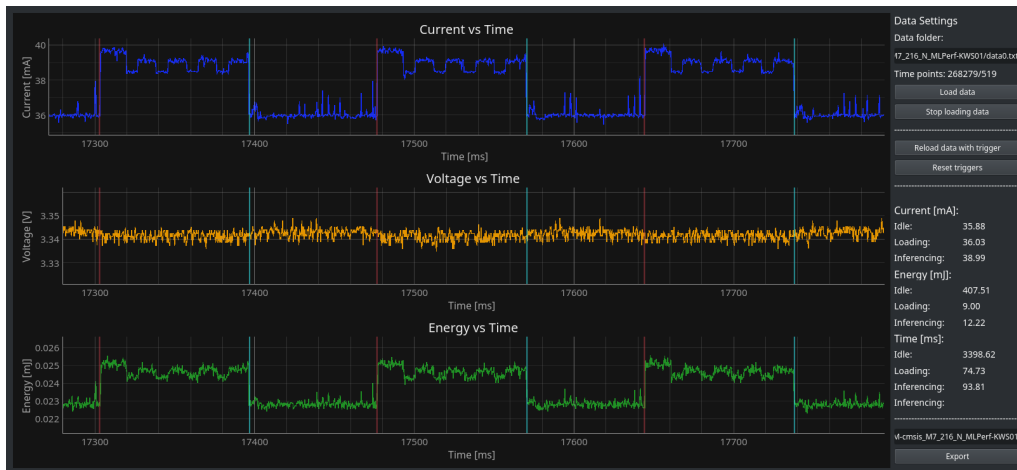 Current vs Time
40
38
36
Current [mA]
17300 17400 17500 17600 17700
Time [ms]
Voltage vs Time
3.35
3.34
3.33
Voltage [V]
17300 17400 17500 17600 17700
Time [ms]
Energy vs Time
0.026
0.025
0.024
0.023
0.022
Energy [mJ]
17300 17400 17500 17600 17700
Time [ms]
Data Settings
Data folder:
17_216_N_MLPerf-KWS01/data0.txt
Time points: 268279/519
Load data
Stop loading data
Reload data with trigger
Reset triggers
Current [mA]:
Idle: 35.88
Loading: 36.03
Inferencing: 38.99
Energy [mJ]:
Idle: 407.51
Loading: 9.00
Inferencing: 12.22
Time [ms]:
Idle: 3398.62
Loading: 74.73
Inferencing: 93.81
Inferencing:
M-cmsis_M7_216_N_MLPerf-KWS01
Export